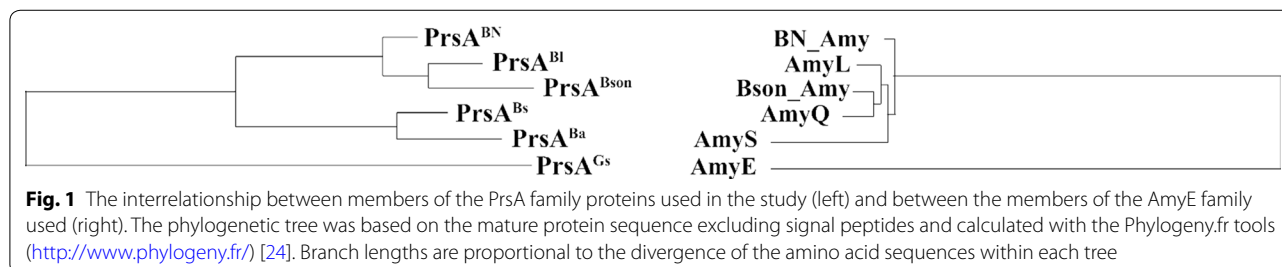 PrsA^BN
PrsA^Bl
PrsA^Bson
PrsA^Bs
PrsA^Ba
PrsA^Gs
BN_Amy
AmyL
Bson_Amy
AmyQ
AmyS
AmyE
Fig. 1 The interrelationship between members of the PrsA family proteins used in the study (left) and between the members of the AmyE family
used (right). The phylogenetic tree was based on the mature protein sequence excluding signal peptides and calculated with the Phylogeny.fr tools
(http://www.phylogeny.fr/) [24]. Branch lengths are proportional to the divergence of the amino acid sequences within each tree